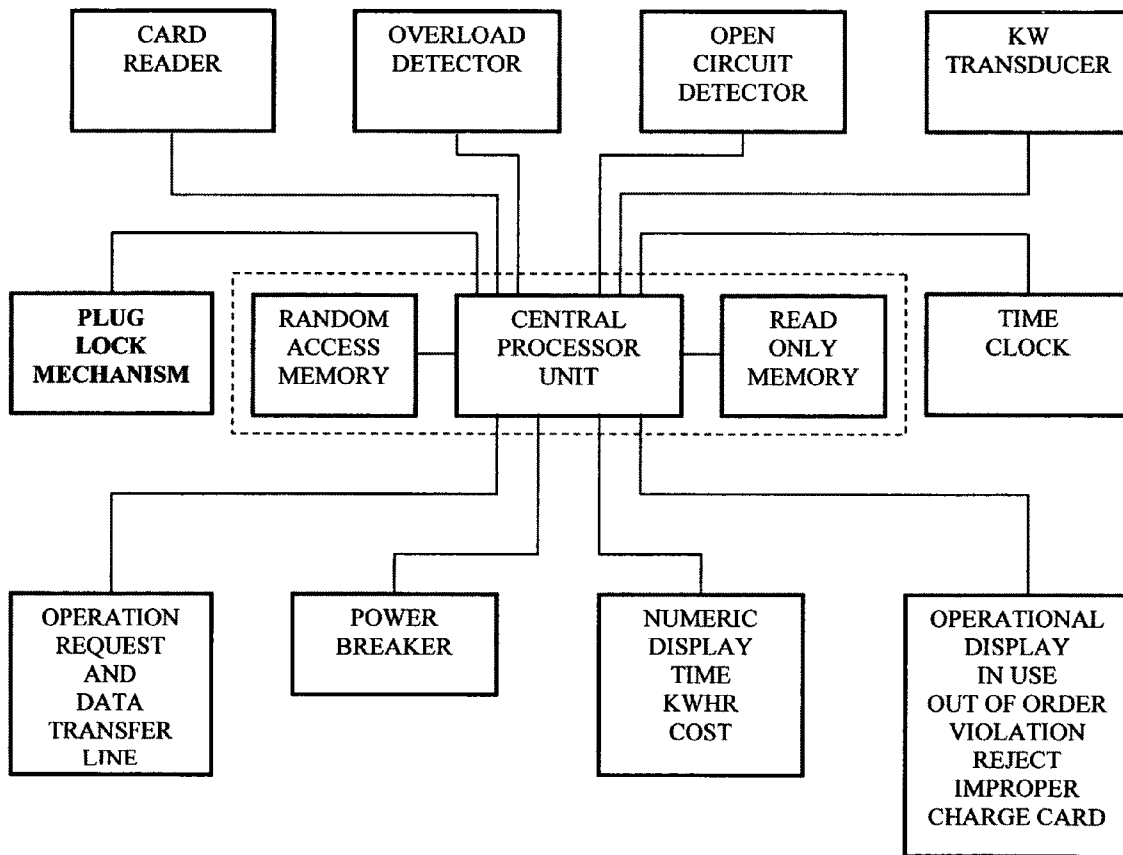 CARD
READER
OVERLOAD
DETECTOR
OPEN
CIRCUIT
DETECTOR
KW
TRANSDUCER
PLUG
LOCK
MECHANISM
RANDOM
ACCESS
MEMORY
CENTRAL
PROCESSOR
UNIT
READ
ONLY
MEMORY
TIME
CLOCK
OPERATION
REQUEST
AND
DATA
TRANSFER
LINE
POWER
BREAKER
NUMERIC
DISPLAY
TIME
KWHR
COST
OPERATIONAL
DISPLAY
IN USE
OUT OF ORDER
VIOLATION
REJECT
IMPROPER
CHARGE CARD